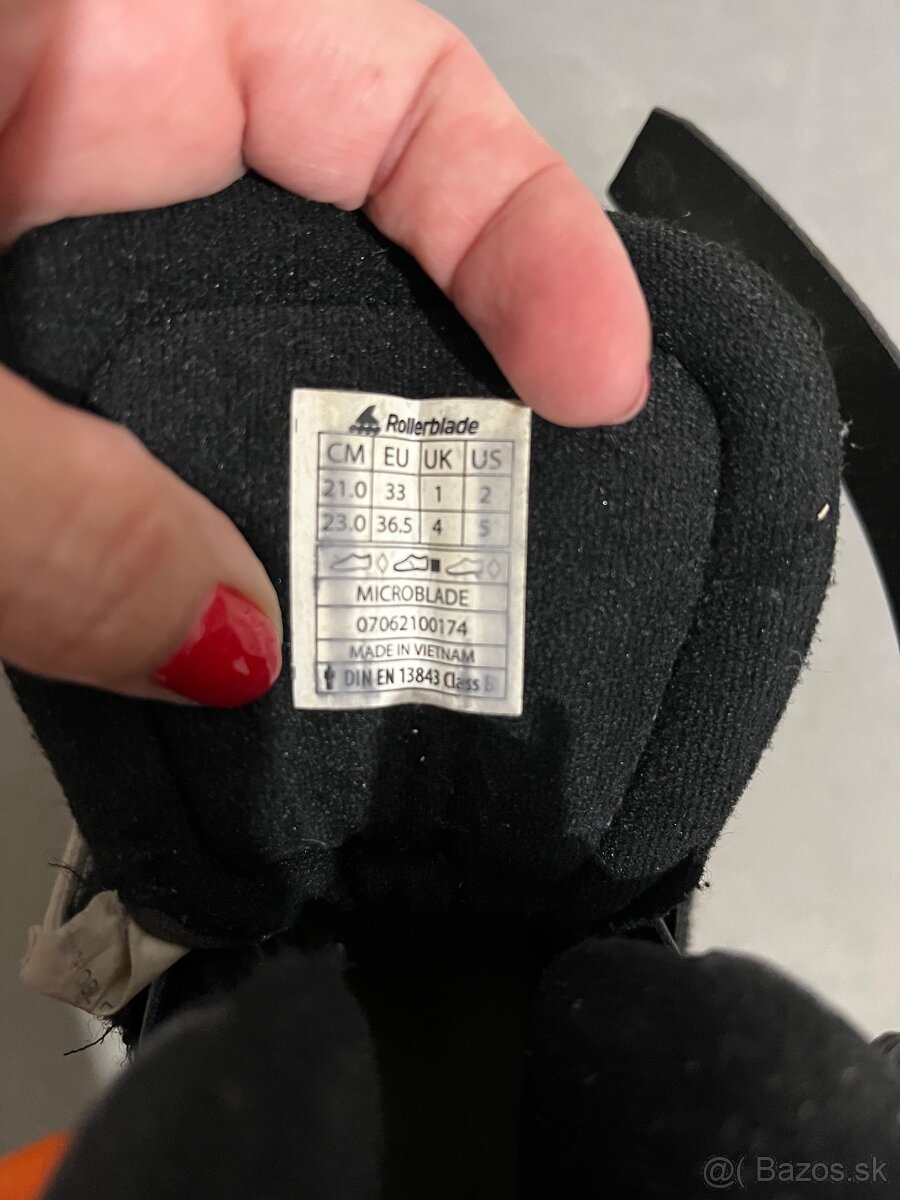 Rollerblade
CM EU UK US
21.0 33 1 2
23.0 36.5 4 5
MICROBLADE
07062100174
MADE IN VIETNAM
DIN EN 13843 Class B
@( Bazos.sk